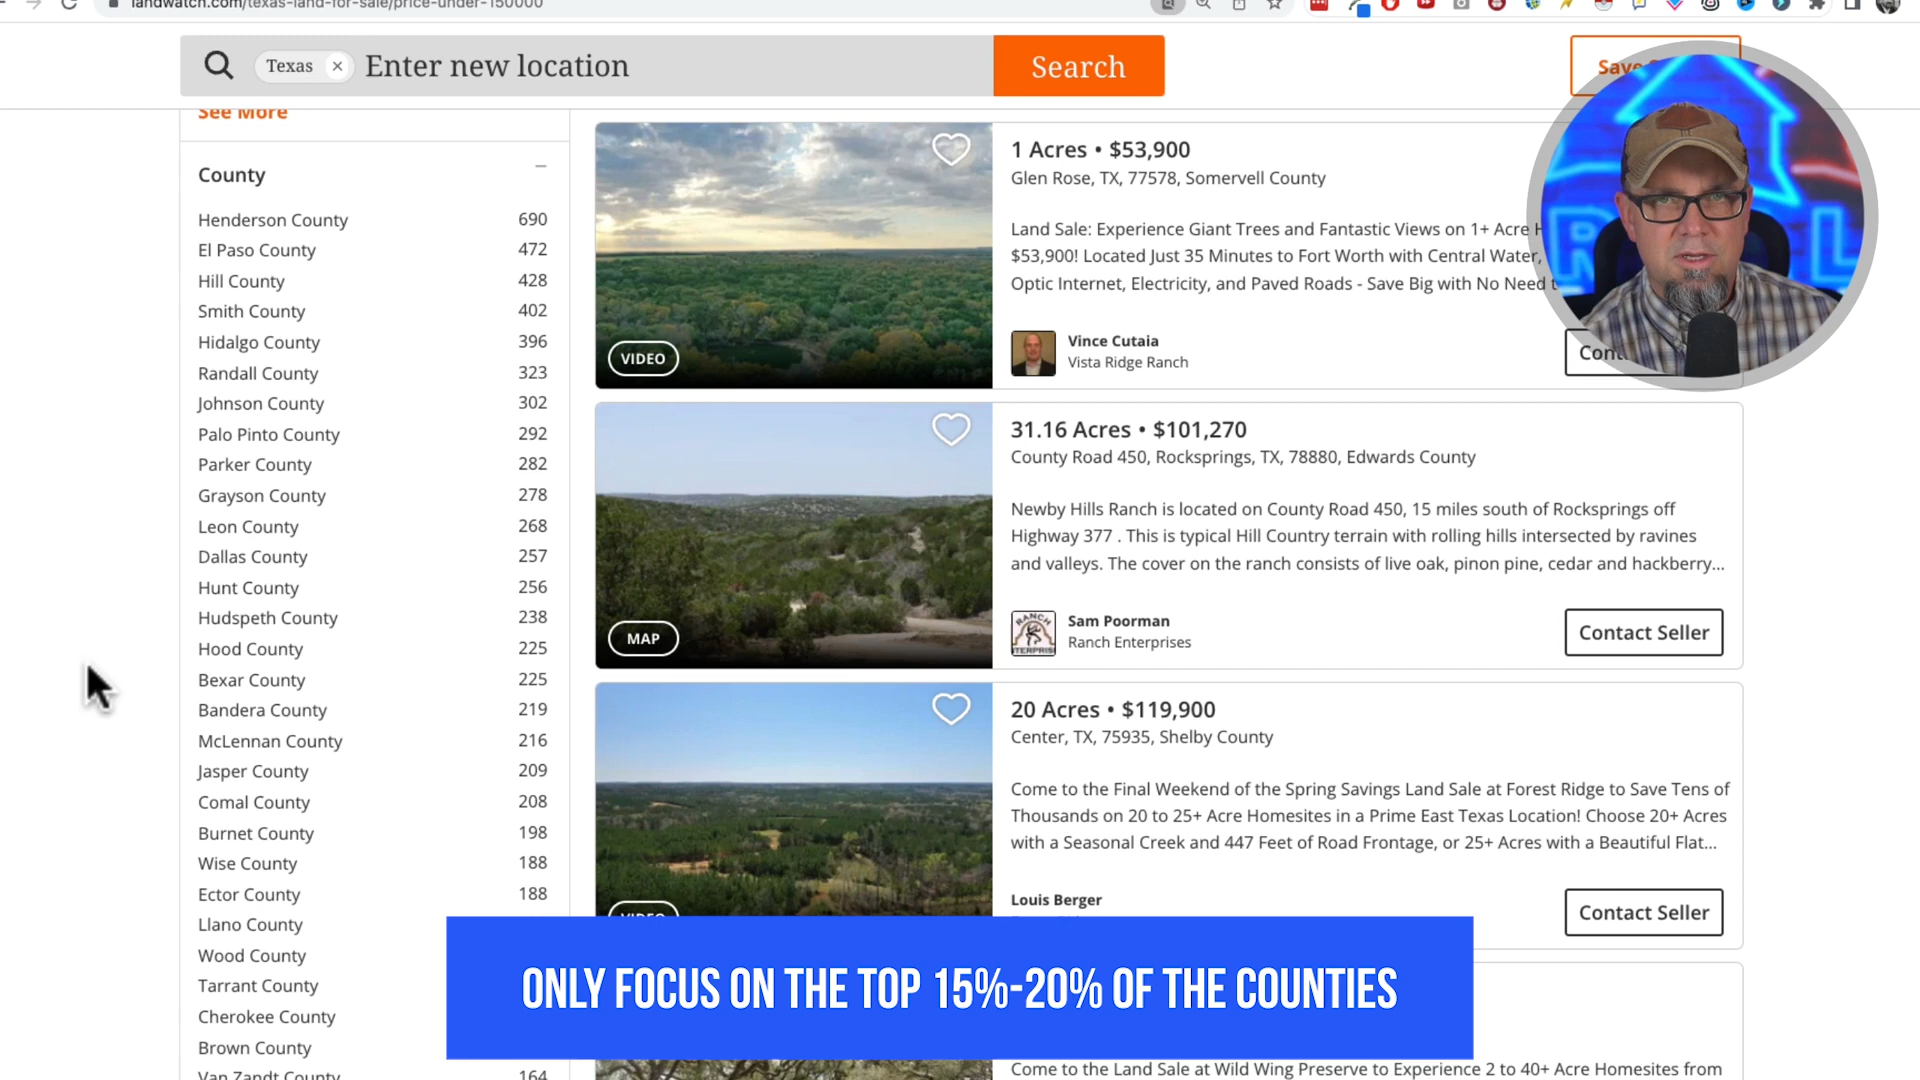 landwatch.com/texas-land-for-sale/price-under-150000
Texas ×
Enter new location
Search
See More
County
Henderson County 690
El Paso County 472
Hill County 428
Smith County 402
Hidalgo County 396
Randall County 323
Johnson County 302
Palo Pinto County 292
Parker County 282
Grayson County 278
Leon County 268
Dallas County 257
Hunt County 256
Hudspeth County 238
Hood County 225
Bexar County 225
Bandera County 219
McLennan County 216
Jasper County 209
Comal County 208
Burnet County 198
Wise County 188
Ector County 188
Llano County
Wood County
Tarrant County
Cherokee County
Brown County
Van Zandt County 164
1 Acres • $53,900
Glen Rose, TX, 77578, Somervell County
Land Sale: Experience Giant Trees and Fantastic Views on 1+ Acre
$53,900! Located Just 35 Minutes to Fort Worth with Central Water,
Optic Internet, Electricity, and Paved Roads - Save Big with No Need
VIDEO
Vince Cutaia
Vista Ridge Ranch
31.16 Acres • $101,270
County Road 450, Rocksprings, TX, 78880, Edwards County
Newby Hills Ranch is located on County Road 450, 15 miles south of Rocksprings off
Highway 377 . This is typical Hill Country terrain with rolling hills intersected by ravines
and valleys. The cover on the ranch consists of live oak, pinon pine, cedar and hackberry...
MAP
RANCH
Sam Poorman
Ranch Enterprises
Contact Seller
20 Acres • $119,900
Center, TX, 75935, Shelby County
Come to the Final Weekend of the Spring Savings Land Sale at Forest Ridge to Save Tens of
Thousands on 20 to 25+ Acre Homesites in a Prime East Texas Location! Choose 20+ Acres
with a Seasonal Creek and 447 Feet of Road Frontage, or 25+ Acres with a Beautiful Flat...
VIDEO
Louis Berger
Contact Seller
ONLY FOCUS ON THE TOP 15%-20% OF THE COUNTIES
Come to the Land Sale at Wild Wing Preserve to Experience 2 to 40+ Acre Homesites from